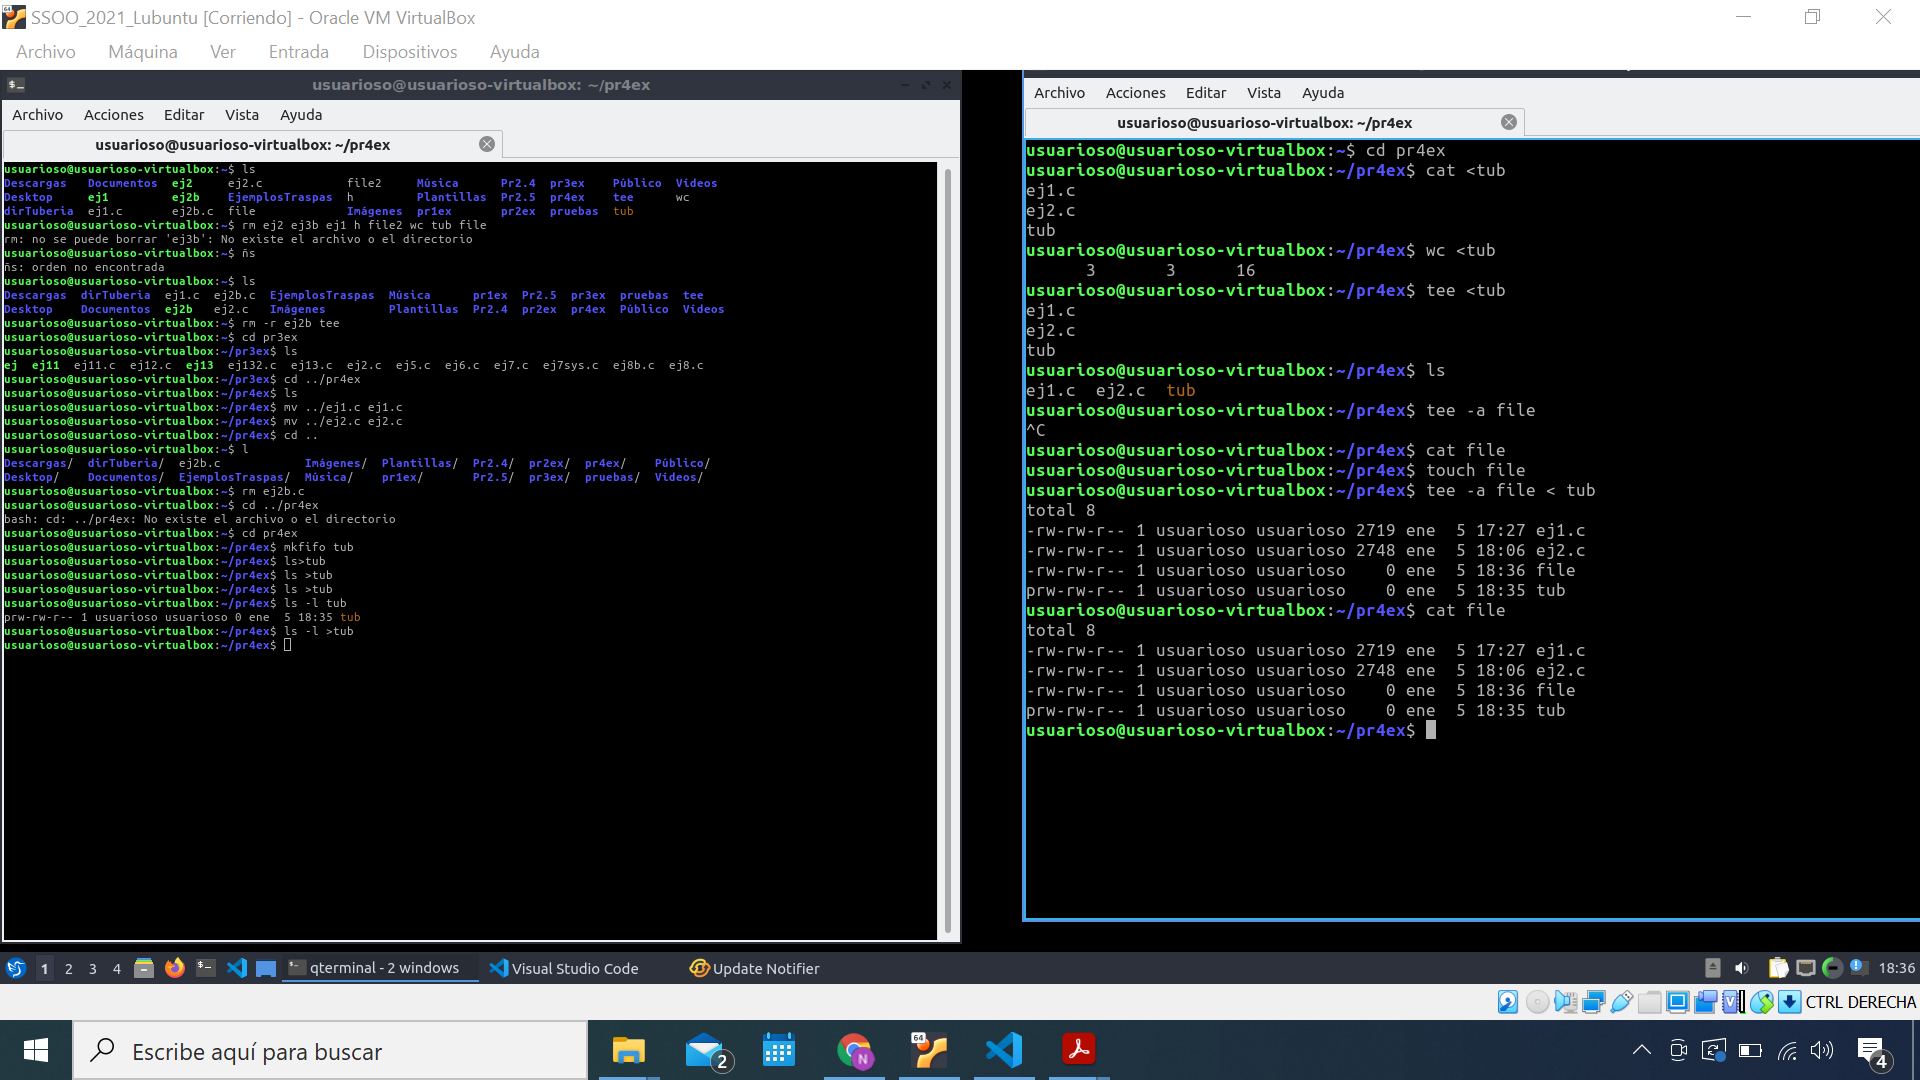 SSOO_2021_Lubuntu [Corriendo] - Oracle VM VirtualBox
Archivo Máquina Ver Entrada Dispositivos Ayuda
usuarioso@usuarioso-virtualbox: ~/pr4ex
Archivo Acciones Editar Vista Ayuda
usuarioso@usuarioso-virtualbox: ~/pr4ex
usuarioso@usuarioso-virtualbox:~$ ls
Descargas Documentos ej2 ej2.c file2 Música Pr2.4 pr3ex Público Vídeos
Desktop ej1 ej2b EjemplosTraspas h Plantillas Pr2.5 pr4ex tee wc
dirTuberia ej1.c ej2b.c file Imágenes pr1ex pr2ex pruebas tub
usuarioso@usuarioso-virtualbox:~$ rm ej2 ej3b ej1 h file2 wc tub file
rm: no se puede borrar 'ej3b': No existe el archivo o el directorio
usuarioso@usuarioso-virtualbox:~$ ñs
ñs: orden no encontrada
usuarioso@usuarioso-virtualbox:~$ ls
Descargas dirTuberia ej1.c ej2b.c EjemplosTraspas Música pr1ex Pr2.5 pr3ex pruebas tee
Desktop Documentos ej2b ej2.c Imágenes Plantillas Pr2.4 pr2ex pr4ex Público Vídeos
usuarioso@usuarioso-virtualbox:~$ rm -r ej2b tee
usuarioso@usuarioso-virtualbox:~$ cd pr3ex
usuarioso@usuarioso-virtualbox:~/pr3ex$ ls
ej ej11 ej11.c ej12.c ej13 ej132.c ej13.c ej2.c ej5.c ej6.c ej7.c ej7sys.c ej8b.c ej8.c
usuarioso@usuarioso-virtualbox:~/pr3ex$ cd ../pr4ex
usuarioso@usuarioso-virtualbox:~/pr4ex$ ls
usuarioso@usuarioso-virtualbox:~/pr4ex$ mv ../ej1.c ej1.c
usuarioso@usuarioso-virtualbox:~/pr4ex$ mv ../ej2.c ej2.c
usuarioso@usuarioso-virtualbox:~/pr4ex$ cd ..
usuarioso@usuarioso-virtualbox:~$ l
Descargas/ dirTuberia/ ej2b.c Imágenes/ Plantillas/ Pr2.4/ pr2ex/ pr4ex/ Público/
Desktop/ Documentos/ EjemplosTraspas/ Música/ pr1ex/ Pr2.5/ pr3ex/ pruebas/ Vídeos/
usuarioso@usuarioso-virtualbox:~$ rm ej2b.c
usuarioso@usuarioso-virtualbox:~$ cd ../pr4ex
bash: cd: ../pr4ex: No existe el archivo o el directorio
usuarioso@usuarioso-virtualbox:~$ cd pr4ex
usuarioso@usuarioso-virtualbox:~/pr4ex$ mkfifo tub
usuarioso@usuarioso-virtualbox:~/pr4ex$ ls>tub
usuarioso@usuarioso-virtualbox:~/pr4ex$ ls >tub
usuarioso@usuarioso-virtualbox:~/pr4ex$ ls >tub
usuarioso@usuarioso-virtualbox:~/pr4ex$ ls -l tub
prw-rw-r-- 1 usuarioso usuarioso 0 ene 5 18:35 tub
usuarioso@usuarioso-virtualbox:~/pr4ex$ ls -l >tub
usuarioso@usuarioso-virtualbox:~/pr4ex$
Archivo Acciones Editar Vista Ayuda
usuarioso@usuarioso-virtualbox: ~/pr4ex
usuarioso@usuarioso-virtualbox:~$ cd pr4ex
usuarioso@usuarioso-virtualbox:~/pr4ex$ cat <tub
ej1.c
ej2.c
tub
usuarioso@usuarioso-virtualbox:~/pr4ex$ wc <tub
3 3 16
usuarioso@usuarioso-virtualbox:~/pr4ex$ tee <tub
ej1.c
ej2.c
tub
usuarioso@usuarioso-virtualbox:~/pr4ex$ ls
ej1.c ej2.c tub
usuarioso@usuarioso-virtualbox:~/pr4ex$ tee -a file
^C
usuarioso@usuarioso-virtualbox:~/pr4ex$ cat file
usuarioso@usuarioso-virtualbox:~/pr4ex$ touch file
usuarioso@usuarioso-virtualbox:~/pr4ex$ tee -a file < tub
total 8
-rw-rw-r-- 1 usuarioso usuarioso 2719 ene 5 17:27 ej1.c
-rw-rw-r-- 1 usuarioso usuarioso 2748 ene 5 18:06 ej2.c
-rw-rw-r-- 1 usuarioso usuarioso 0 ene 5 18:36 file
prw-rw-r-- 1 usuarioso usuarioso 0 ene 5 18:35 tub
usuarioso@usuarioso-virtualbox:~/pr4ex$ cat file
total 8
-rw-rw-r-- 1 usuarioso usuarioso 2719 ene 5 17:27 ej1.c
-rw-rw-r-- 1 usuarioso usuarioso 2748 ene 5 18:06 ej2.c
-rw-rw-r-- 1 usuarioso usuarioso 0 ene 5 18:36 file
prw-rw-r-- 1 usuarioso usuarioso 0 ene 5 18:35 tub
usuarioso@usuarioso-virtualbox:~/pr4ex$
1 2 3 4 qterminal - 2 windows Visual Studio Code Update Notifier 18:36
CTRL DERECHA
Escribe aquí para buscar 2 N 64 4